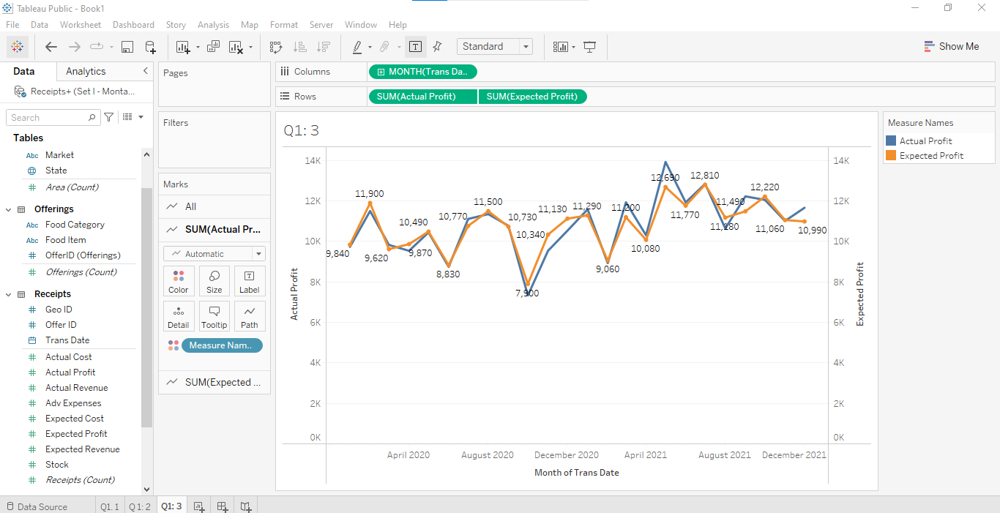 Tableau Public - Book1
File Data Worksheet Dashboard Story Analysis Map Format Server Window Help
Standard
Show Me
Data Analytics
Receipts+ (Set I - Monta...
Search
Tables
Abc Market
State
Area (Count)
Offerings
Abc Food Category
Abc Food Item
OfferID (Offerings)
Offerings (Count)
Receipts
Geo ID
Offer ID
Trans Date
Actual Cost
Actual Profit
Actual Revenue
Adv Expenses
Expected Cost
Expected Profit
Expected Revenue
Stock
Receipts (Count)
Pages
Filters
Marks
All
SUM(Actual Pr...
Automatic
Color Size Label
Detail Tooltip Path
Measure Nam..
SUM(Expected ...
Columns MONTH(Trans Da..
Rows SUM(Actual Profit) SUM(Expected Profit)
Q1: 3
Actual Profit
14K
12K
10K
8K
6K
4K
2K
0K
9,840
11,900
9,620
9,870
10,490
8,830
10,770
11,500
10,730
7,900
10,340
11,130
11,290
9,060
11,200
10,080
12,690
11,770
12,810
11,180
11,490
12,220
11,060
10,990
14K
12K
10K
8K
6K
4K
2K
0K
Expected Profit
April 2020 August 2020 December 2020 April 2021 August 2021 December 2021
Month of Trans Date
Measure Names
Actual Profit
Expected Profit
Data Source Q1. 1 Q 1: 2 Q1: 3